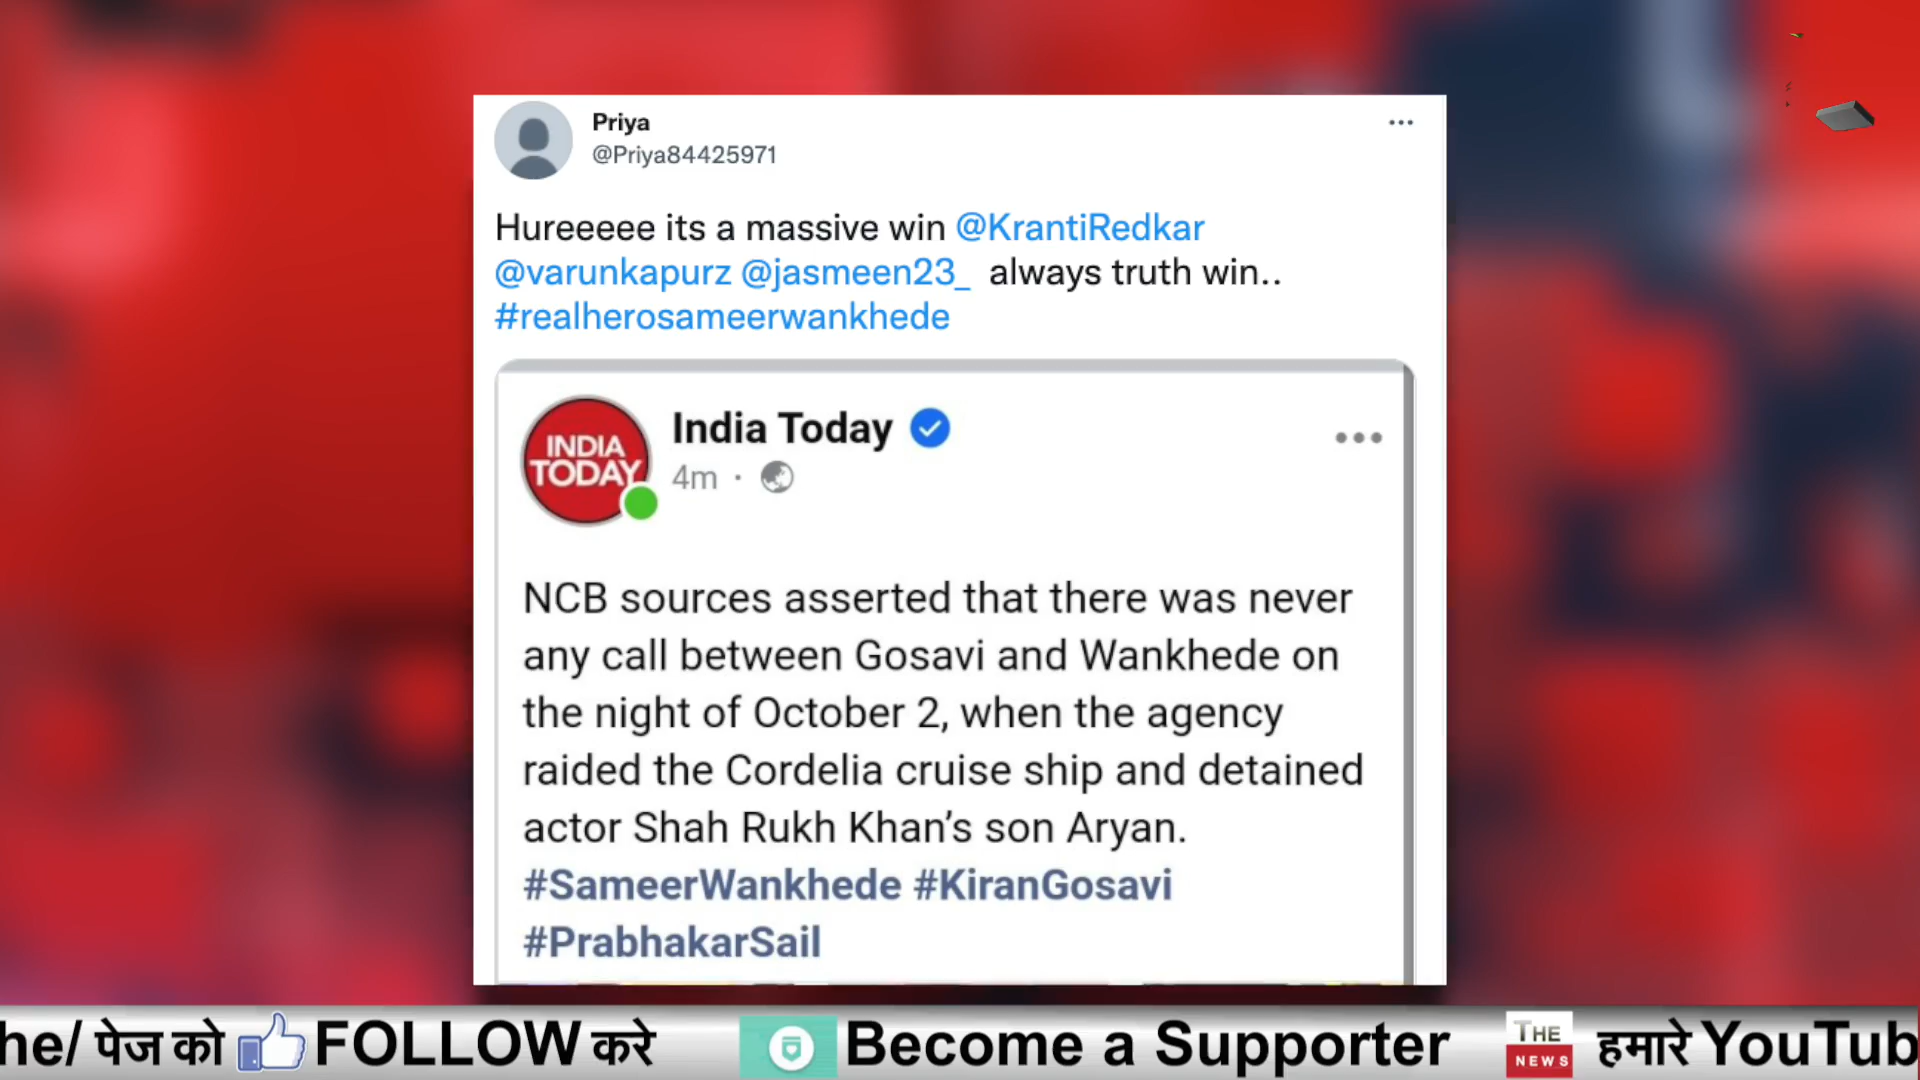 Priya
@Priya84425971
Hureeeee its a massive win @KrantiRedkar
@varunkapurz @jasmeen23_ always truth win..
#realherosameerwankhede
INDIA
TODAY
India Today
4m ·
NCB sources asserted that there was never
any call between Gosavi and Wankhede on
the night of October 2, when the agency
raided the Cordelia cruise ship and detained
actor Shah Rukh Khan’s son Aryan.
#SameerWankhede #KiranGosavi
#PrabhakarSail
he/ पेज को FOLLOW करे Become a Supporter THE NEWS हमारे YouTub